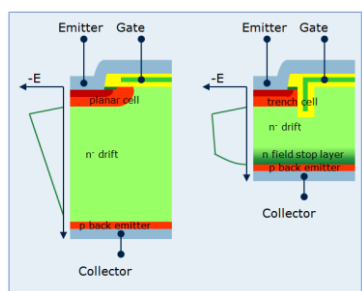 Emitter Gate
-E
planar cell
n⁻ drift
p back emitter
Collector
Emitter Gate
-E
trench cell
n⁻ drift
n field stop layer
p back emitter
Collector